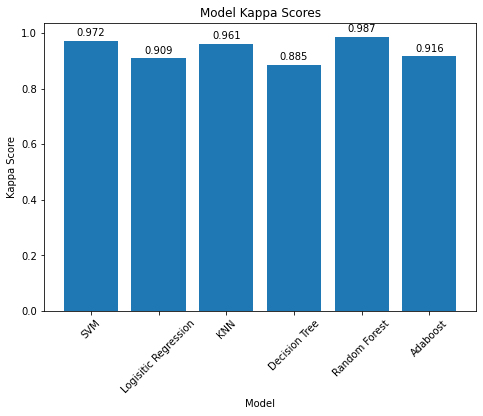 Model Kappa Scores
Kappa Score
1.0
0.8
0.6
0.4
0.2
0.0
0.972
0.909
0.961
0.885
0.987
0.916
SVM
Logisitic Regression
KNN
Decision Tree
Random Forest
Adaboost
Model